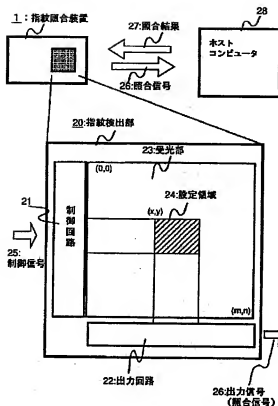 1:指紋照合装置
27:照合結果
26:照合信号
28
ホスト
コンピュータ
20:指紋検出部
23:受光部
(0,0)
24:設定領域
21
(x,y)
制御回路
25:
制御信号
(m,n)
22:出力回路
26:出力信号
(照合信号)